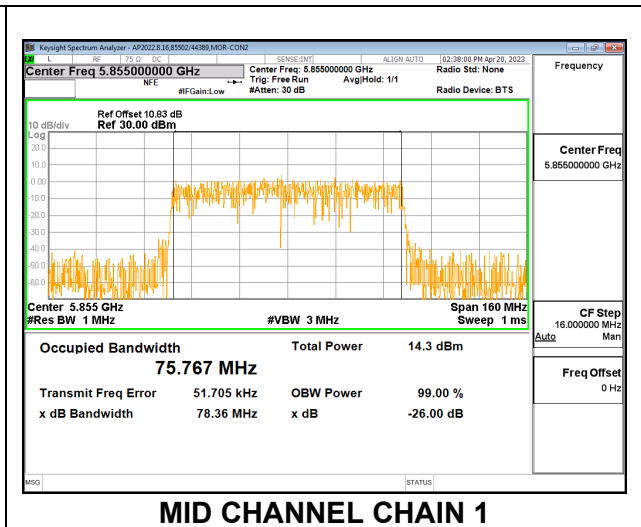 Keysight Spectrum Analyzer - AP2022.8.16,85502/44389,MOR-CON2
L RF 75 Ω DC SENSE:INT ALIGN AUTO 02:38:00 PM Apr 20, 2023
Center Freq 5.855000000 GHz
NFE
#IFGain:Low
Center Freq: 5.855000000 GHz
Trig: Free Run Avg|Hold: 1/1
#Atten: 30 dB
Radio Std: None
Radio Device: BTS
Frequency
Ref Offset 10.83 dB
10 dB/div Ref 30.00 dBm
Log
20.0
10.0
0.00
-10.0
-20.0
-30.0
-40.0
-50.0
-60.0
Center 5.855 GHz Span 160 MHz
#Res BW 1 MHz #VBW 3 MHz Sweep 1 ms
Center Freq
5.855000000 GHz
CF Step
16.000000 MHz
Auto Man
Freq Offset
0 Hz
Occupied Bandwidth Total Power 14.3 dBm
75.767 MHz
Transmit Freq Error 51.705 kHz OBW Power 99.00 %
x dB Bandwidth 78.36 MHz x dB -26.00 dB
MSG STATUS
MID CHANNEL CHAIN 1